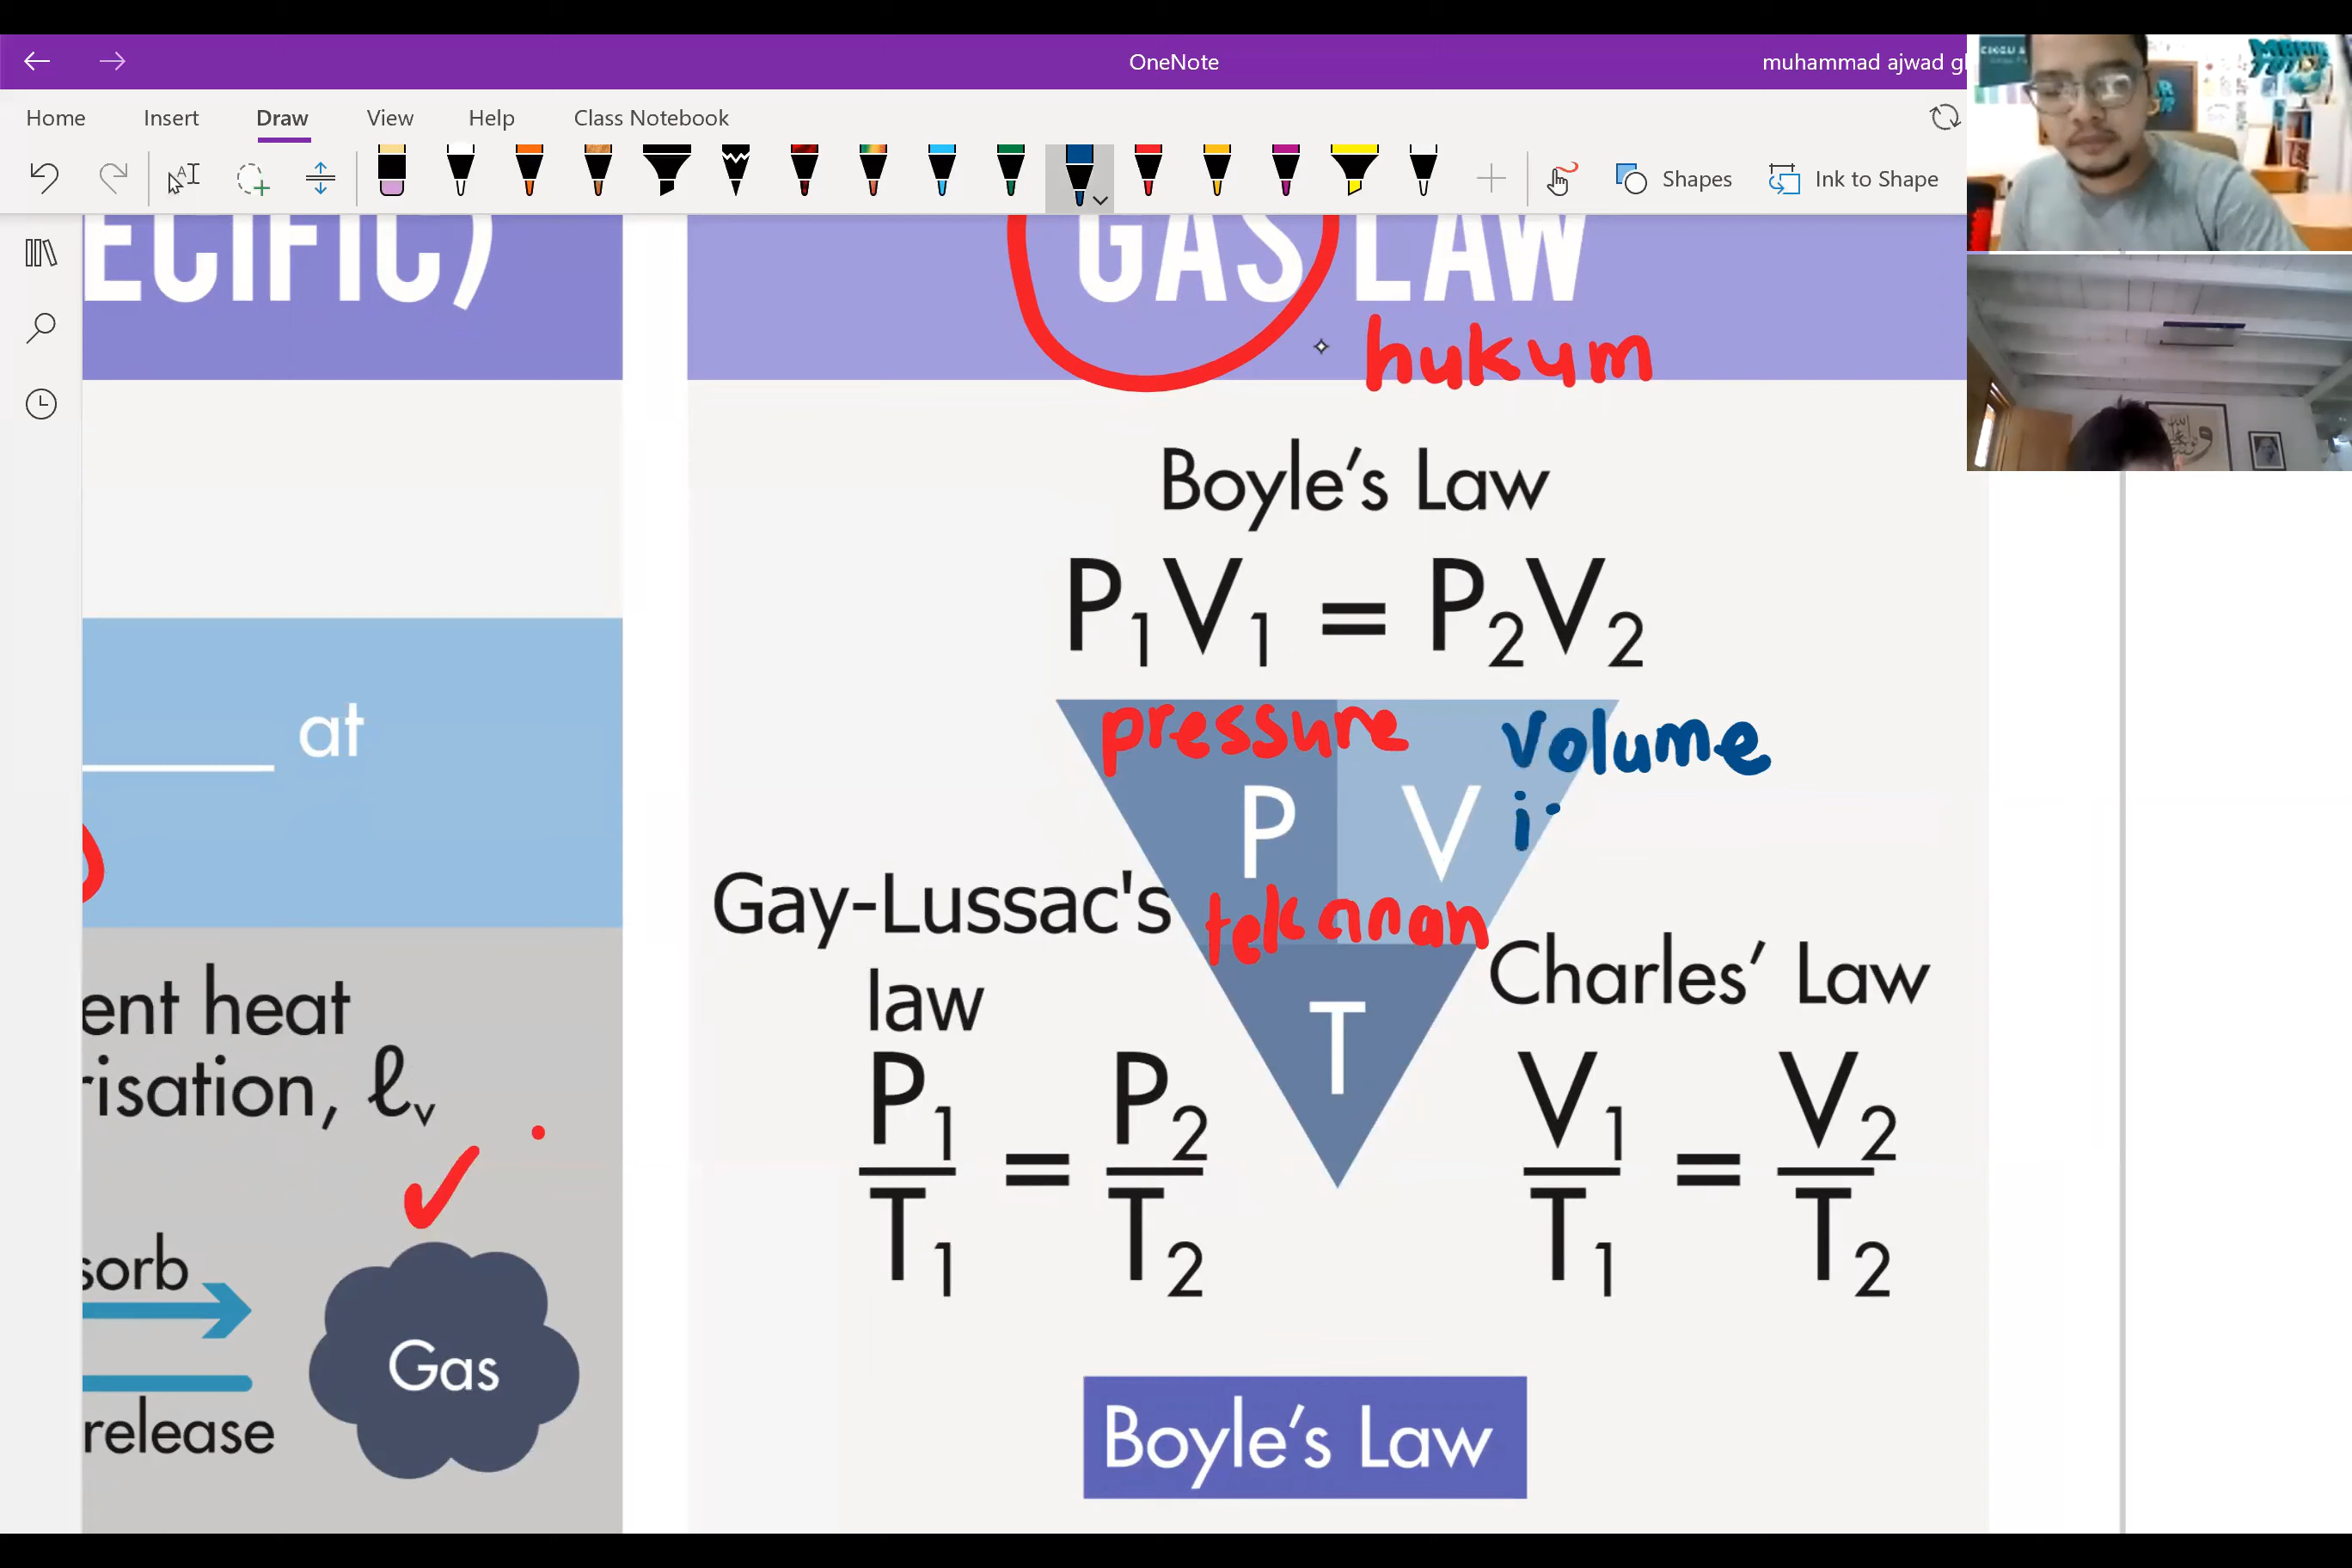 OneNote
muhammad ajwad g
Home Insert Draw View Help Class Notebook
Shapes Ink to Shape
ECIFIC)
GAS LAW
hukum
Boyle's Law
P₁V₁ = P₂V₂
pressure volume
P V i
tekanan
T
Gay-Lussac's
law
P₁/T₁ = P₂/T₂
Charles' Law
V₁/T₁ = V₂/T₂
Boyle's Law
at
ent heat
risation, ℓᵥ
sorb
release
Gas